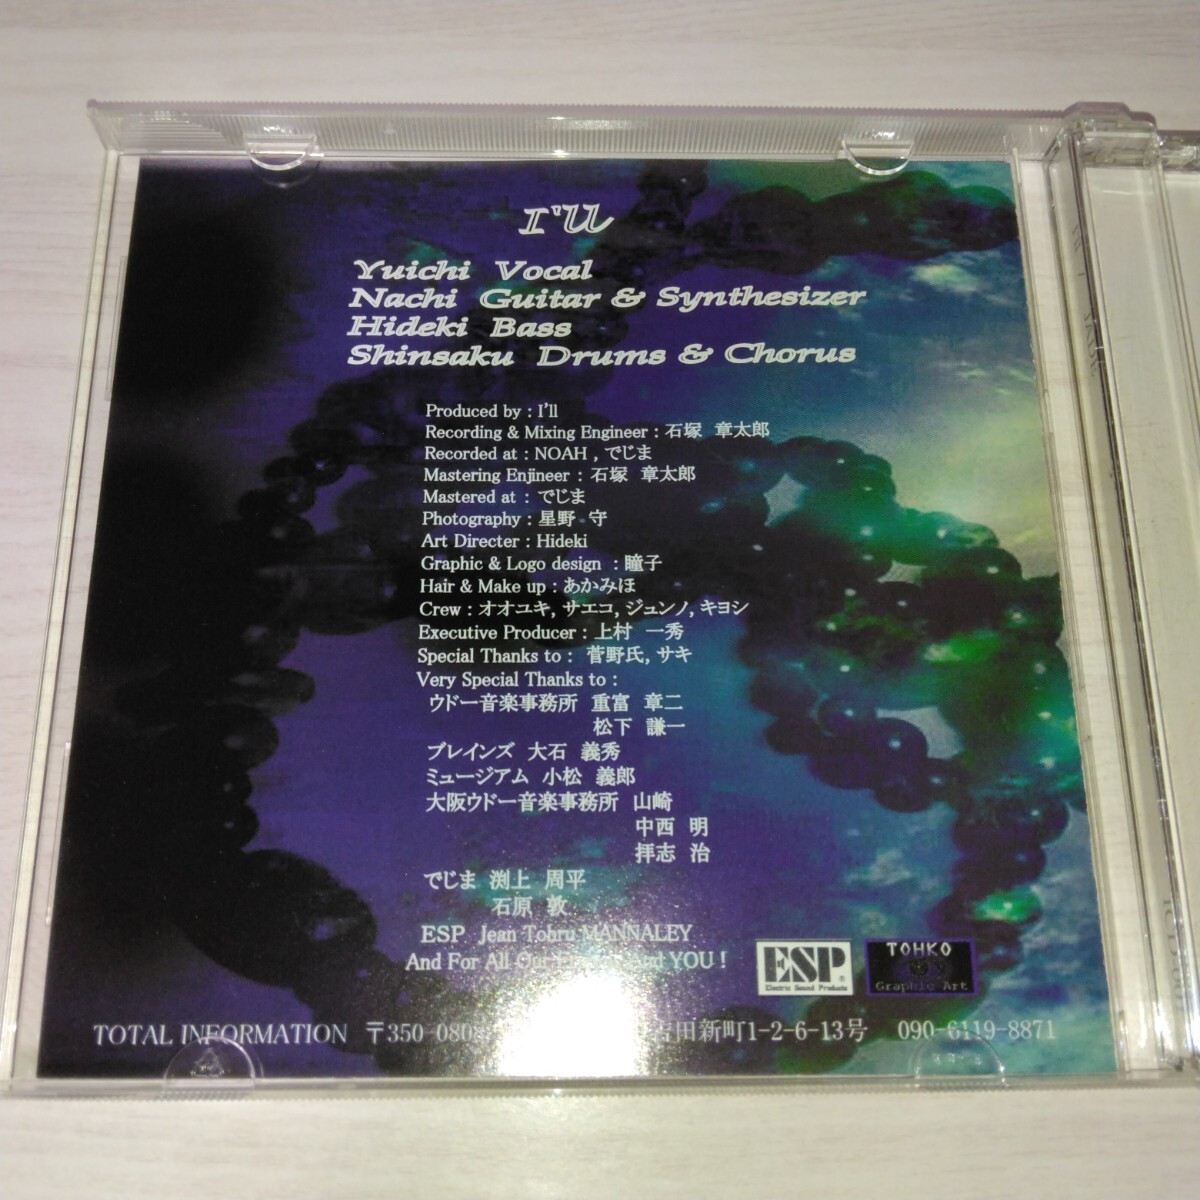 I'll
Yuichi Vocal
Nachi Guitar & Synthesizer
Hideki Bass
Shinsaku Drums & Chorus
Produced by : I'll
Recording & Mixing Engineer : 石塚 章太郎
Recorded at : NOAH , でじま
Mastering Enjineer : 石塚 章太郎
Mastered at : でじま
Photography : 星野 守
Art Directer : Hideki
Graphic & Logo design : 瞳子
Hair & Make up : あかみほ
Crew : オオユキ, サエコ, ジュンノ, キヨシ
Executive Producer : 上村 一秀
Special Thanks to : 菅野氏, サキ
Very Special Thanks to :
ウドー音楽事務所 重富 章二
松下 謙一
ブレインズ 大石 義秀
ミュージアム 小松 義郎
大阪ウドー音楽事務所 山崎
中西 明
拝志 治
でじま 渕上 周平
石原 敦
ESP Jean Tohru MANNALEY
And For All Our and YOU !
ESP
Electric Sound Products
TOHKO
Graphic Art
TOTAL INFORMATION 〒350-0808 吉田新町1-2-6-13号 090-6119-8871